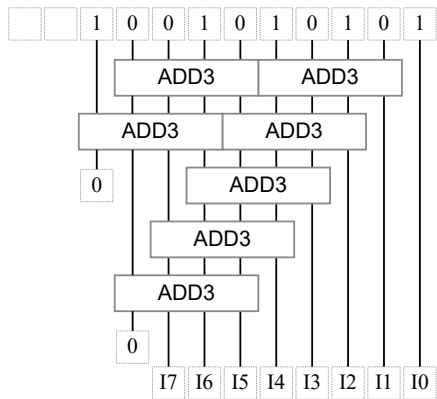 1 0 0 1 0 1 0 1 0 1
ADD3 ADD3
ADD3 ADD3
0 ADD3
ADD3
ADD3
0
I7 I6 I5 I4 I3 I2 I1 I0